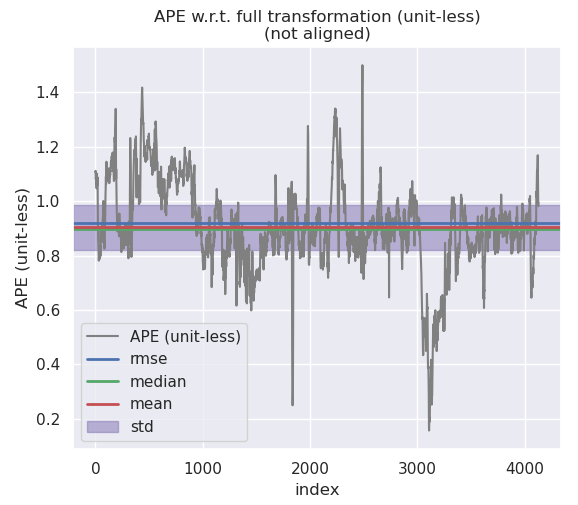 APE w.r.t. full transformation (unit-less)
(not aligned)
APE (unit-less)
1.4
1.2
1.0
0.8
0.6
0.4
0.2
APE (unit-less)
rmse
median
mean
std
0 1000 2000 3000 4000
index